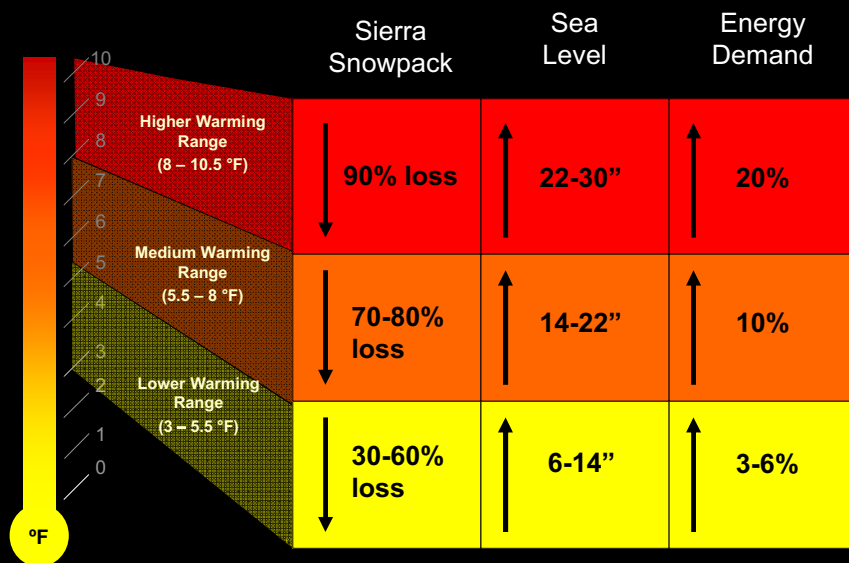 Sierra
Snowpack
Sea
Level
Energy
Demand
10
9
8
7
6
5
4
3
2
1
0
ºF
Higher Warming
Range
(8 – 10.5 °F)
90% loss
22-30”
20%
Medium Warming
Range
(5.5 – 8 °F)
70-80%
loss
14-22”
10%
Lower Warming
Range
(3 – 5.5 °F)
30-60%
loss
6-14”
3-6%